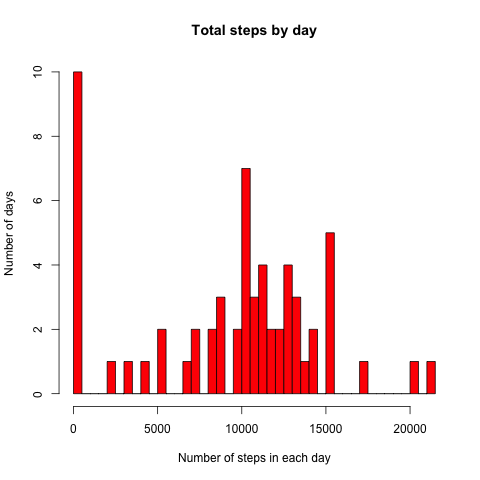 Total steps by day
Number of days
10
8
6
4
2
0
0 5000 10000 15000 20000
Number of steps in each day